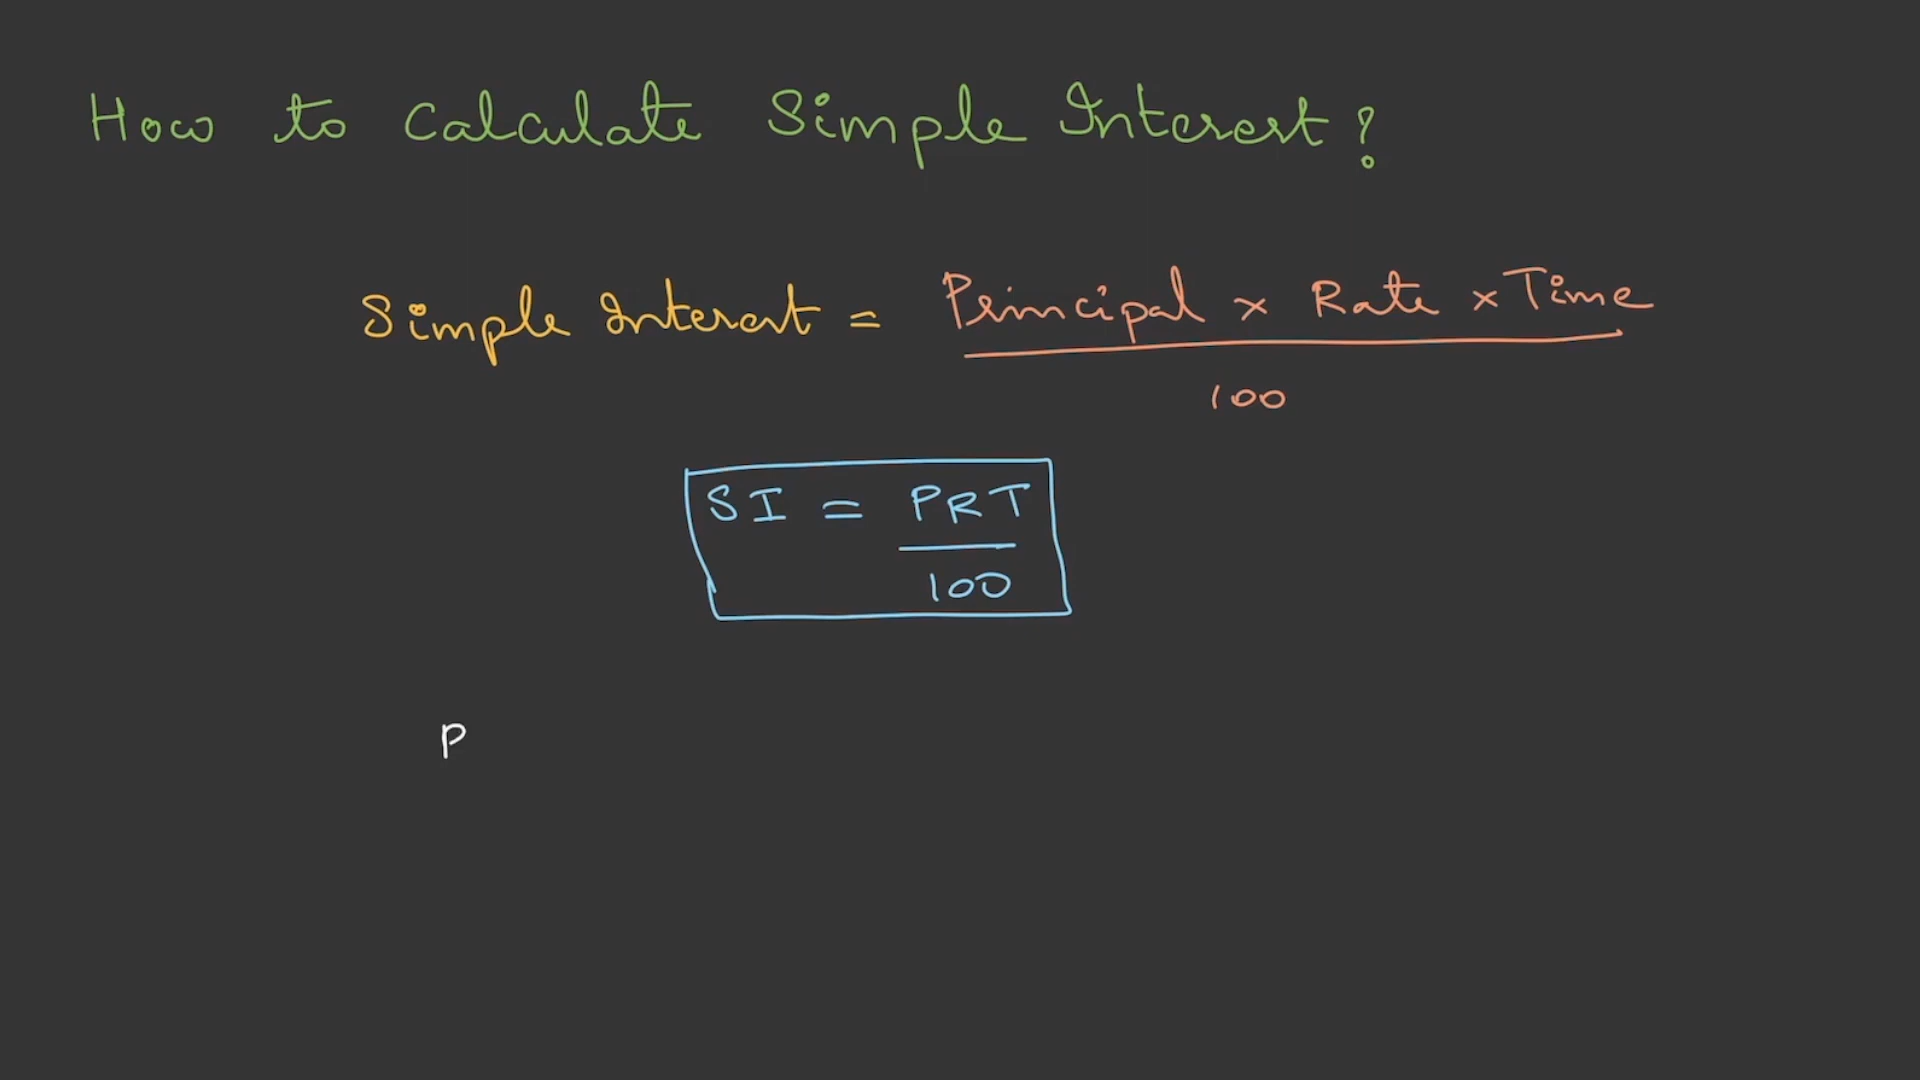 How to Calculate Simple Interest?
Simple Interest = Principal × Rate × Time
100
SI = PRT
100
P